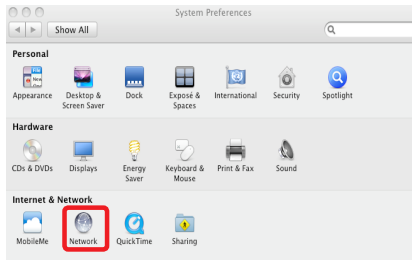 System Preferences
Show All
Personal
Appearance
Desktop &
Screen Saver
Dock
Exposé &
Spaces
International
Security
Spotlight
Hardware
CDs & DVDs
Displays
Energy
Saver
Keyboard &
Mouse
Print & Fax
Sound
Internet & Network
MobileMe
Network
QuickTime
Sharing